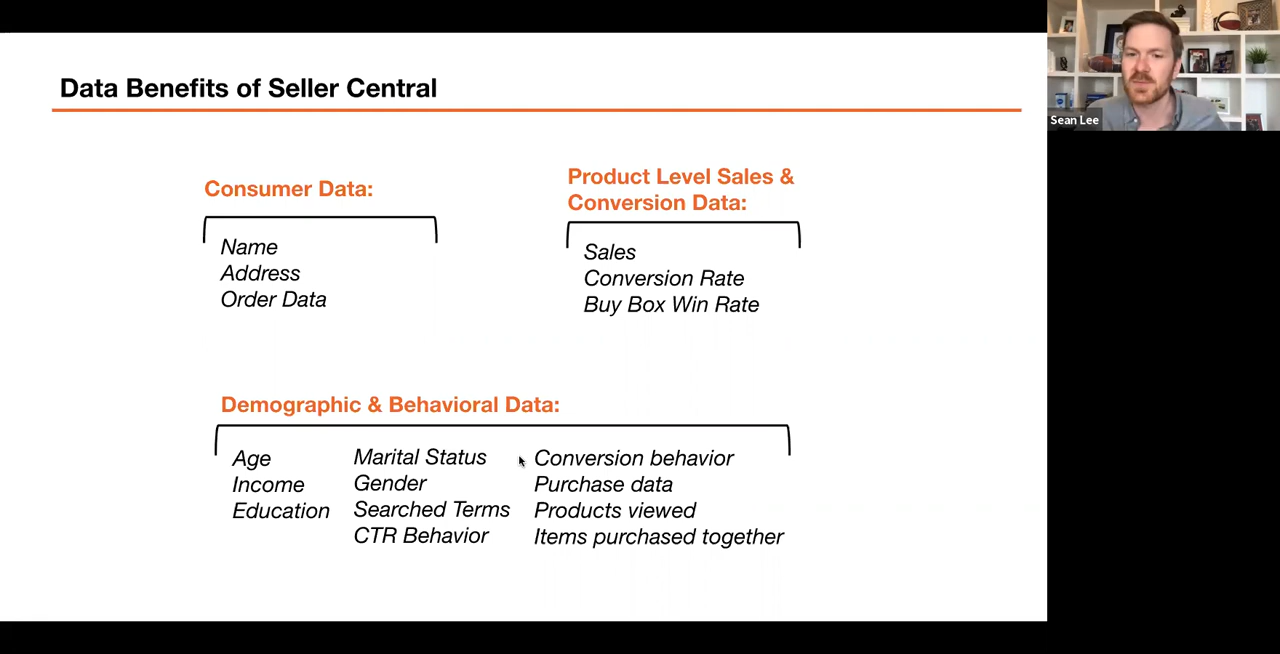 Data Benefits of Seller Central
Sean Lee
Consumer Data:
Name
Address
Order Data
Product Level Sales &
Conversion Data:
Sales
Conversion Rate
Buy Box Win Rate
Demographic & Behavioral Data:
Age
Income
Education
Marital Status
Gender
Searched Terms
CTR Behavior
Conversion behavior
Purchase data
Products viewed
Items purchased together